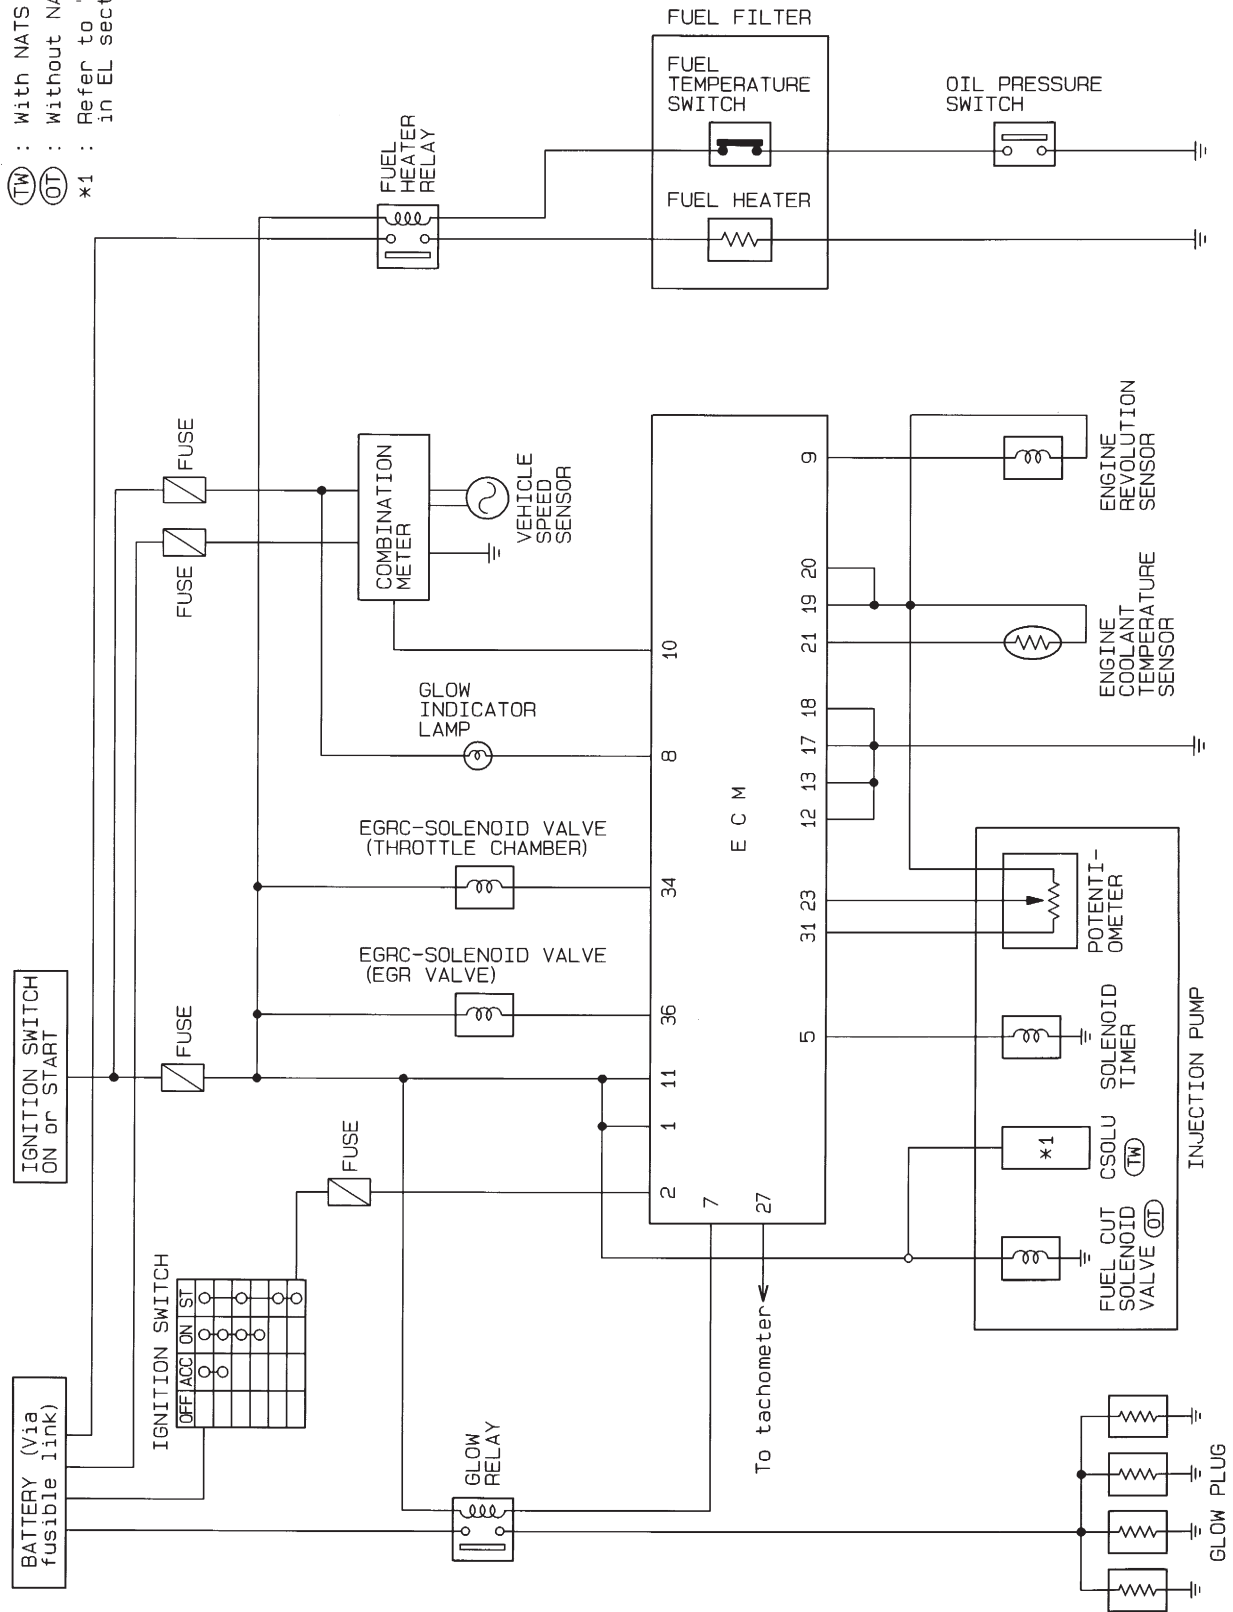 BATTERY (Via
fusible link)
IGNITION SWITCH
ON or START
TW : With NATS
OT : Without
*1 : Refer to
in EL
IGNITION SWITCH
OFF ACC ON ST
FUSE
FUSE
FUSE
FUSE
GLOW
RELAY
EGRC-SOLENOID VALVE
(EGR VALVE)
EGRC-SOLENOID VALVE
(THROTTLE CHAMBER)
GLOW
INDICATOR
LAMP
COMBINATION
METER
VEHICLE
SPEED
SENSOR
FUEL
HEATER
RELAY
FUEL FILTER
FUEL
TEMPERATURE
SWITCH
FUEL HEATER
OIL PRESSURE
SWITCH
2 1 11 36 34 8 10
7
27
ECM
5 31 23 12 13 17 18 21 19 20 9
To tachometer
GLOW PLUG
FUEL CUT
SOLENOID
VALVE OT
*1
CSOLU
TW
SOLENOID
TIMER
POTENTI-
OMETER
INJECTION PUMP
ENGINE
COOLANT
TEMPERATURE
SENSOR
ENGINE
REVOLUTION
SENSOR